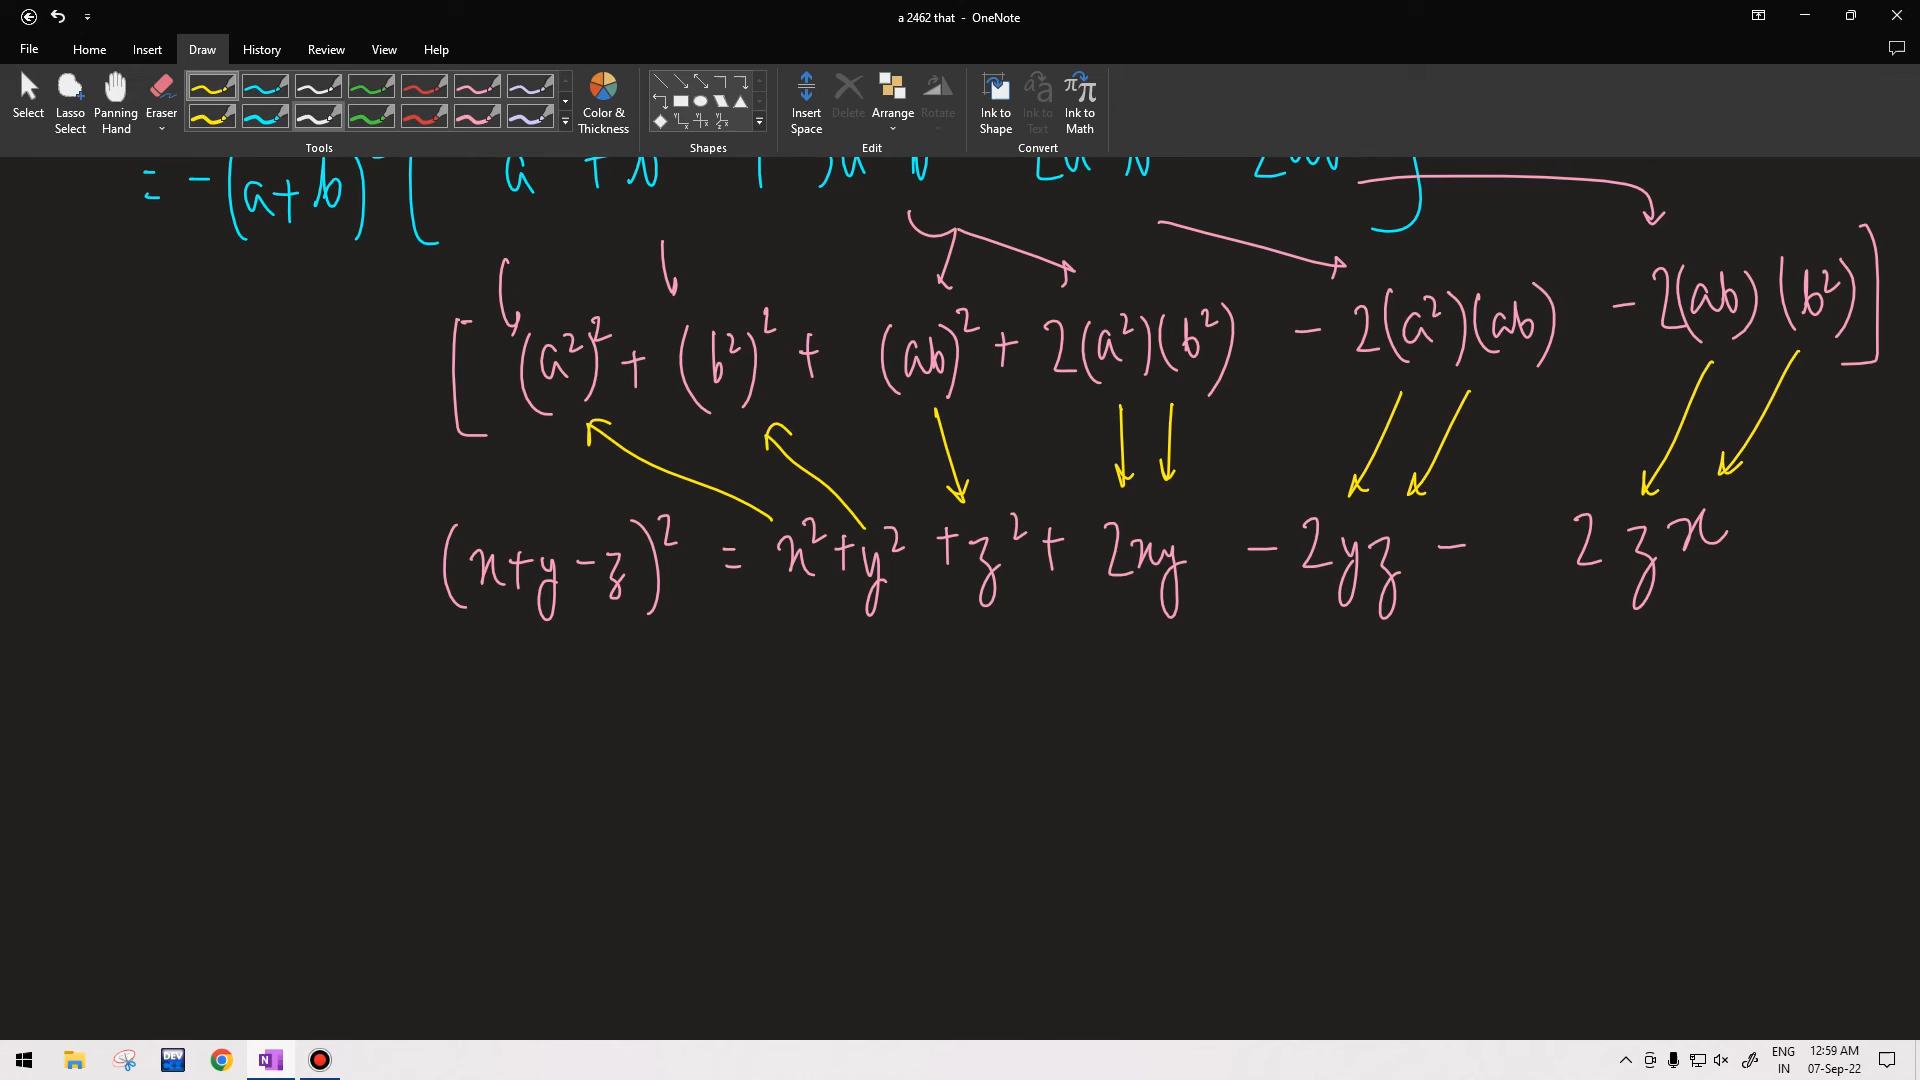 a 2462 that - OneNote
File Home Insert Draw History Review View Help
Select Lasso Select Panning Hand Eraser Color & Thickness Insert Space Delete Arrange Rotate Ink to Shape Ink to Text Ink to Math
Tools Shapes Edit Convert
= -(a+b)
[ (a²)² + (b²)² + (ab)² + 2(a²)(b²) - 2(a²)(ab) - 2(ab)(b²) ]
(x+y-z)² = x² + y² + z² + 2xy - 2yz - 2zx
DEV C++ N ENG 12:59 AM
IN 07-Sep-22